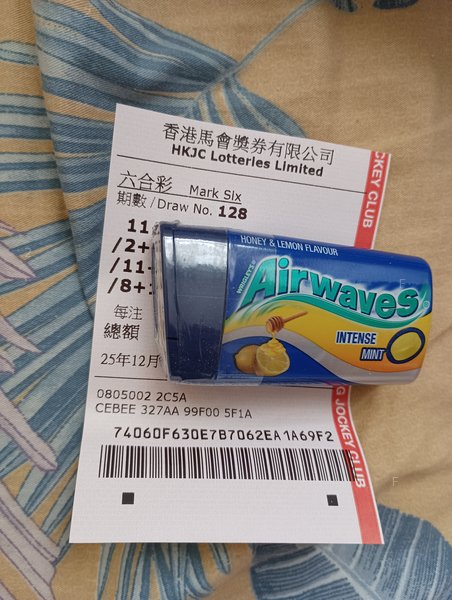 香港馬會獎券有限公司
HKJC Lotteries Limited
六合彩 Mark Six
期數 / Draw No. 128
11
/2+
/11+
/8+
每注
總額
25年12月
0805002 2C5A
CEBEE 327AA 99F00 5F1A
74060F630E7B7062EA1A69F2
JOCKEY CLUB
G JOCKEY CLUB
HONEY & LEMON FLAVOUR
WRIGLEY'S
Airwaves
INTENSE
MINT